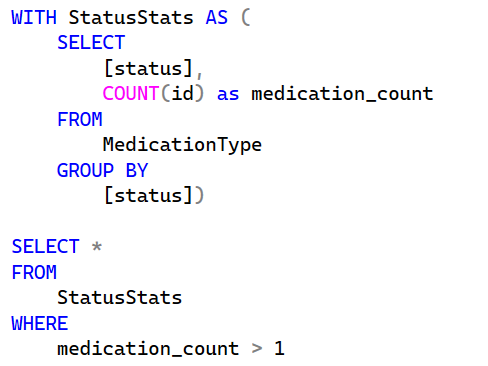 WITH StatusStats AS (
    SELECT
        [status],
        COUNT(id) as medication_count
    FROM
        MedicationType
    GROUP BY
        [status])

SELECT *
FROM
    StatusStats
WHERE
    medication_count > 1